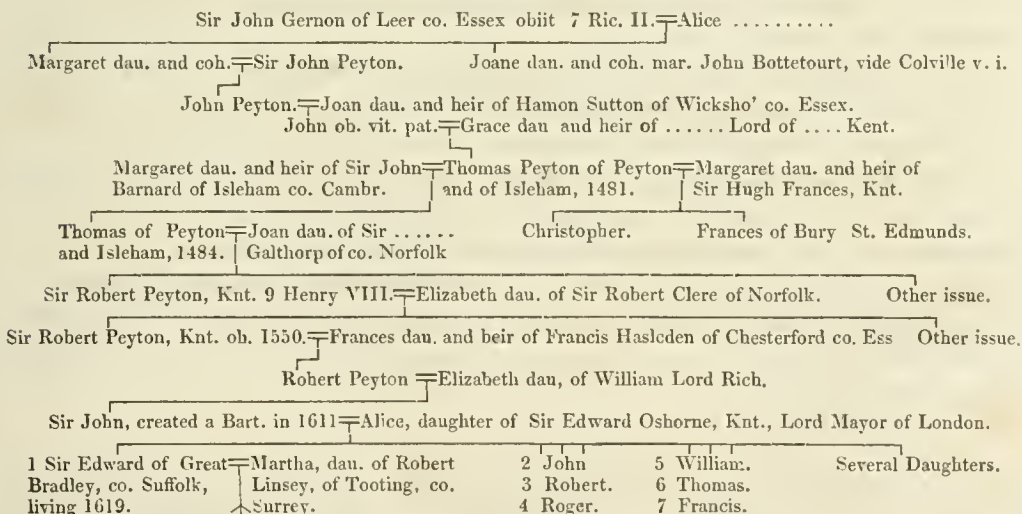 Sir John Gernon of Leer co. Essex obiit 7 Ric. II.=Alice ..........
Margaret dau. and coh.=Sir John Peyton. Joane dau. and coh. mar. John Bottetourt, vide Colville v. i.
John Peyton.=Joan dau. and heir of Hamon Sutton of Wicksho' co. Essex.
John ob. vit. pat.=Grace dau and heir of ...... Lord of .... Kent.
Margaret dau. and heir of Sir John=Thomas Peyton of Peyton=Margaret dau. and heir of
Barnard of Isleham co. Cambr. and of Isleham, 1481. Sir Hugh Frances, Knt.
Thomas of Peyton=Joan dau. of Sir ...... Christopher. Frances of Bury St. Edmunds.
and Isleham, 1484. Galthorp of co. Norfolk
Sir Robert Peyton, Knt. 9 Henry VIII.=Elizabeth dau. of Sir Robert Clere of Norfolk. Other issue.
Sir Robert Peyton, Knt. ob. 1550.=Frances dau. and heir of Francis Hasleden of Chesterford co. Ess Other issue.
Robert Peyton=Elizabeth dau, of William Lord Rich.
Sir John, created a Bart. in 1611=Alice, daughter of Sir Edward Osborne, Knt., Lord Mayor of London.
1 Sir Edward of Great=Martha, dau. of Robert 2 John 5 William. Several Daughters.
Bradley, co. Suffolk, Linsey, of Tooting, co. 3 Robert. 6 Thomas.
living 1619. Surrey. 4 Roger. 7 Francis.